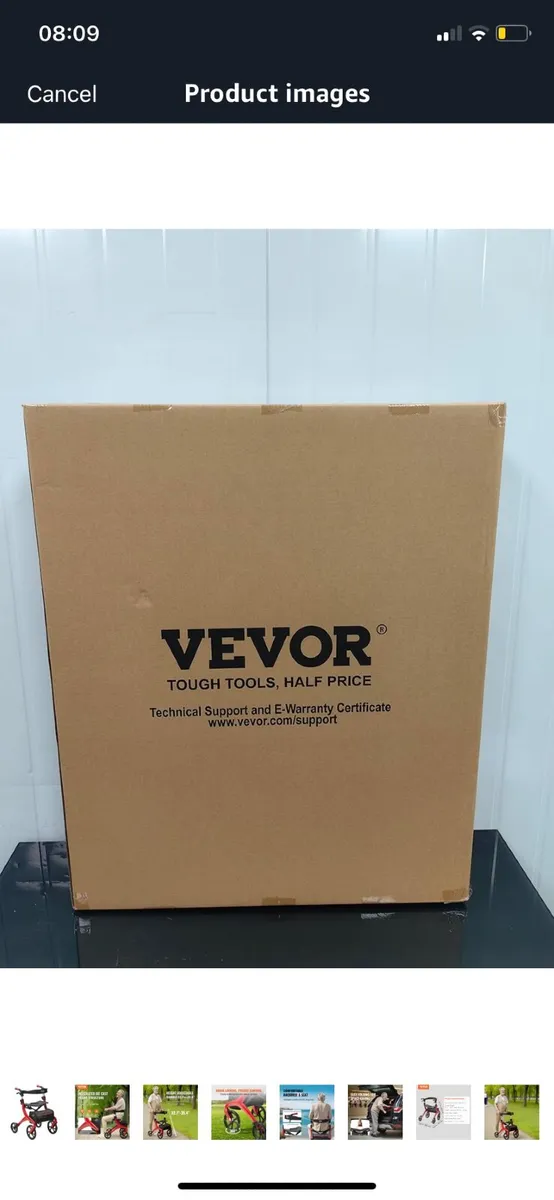 08:09
Cancel
Product images
VEVOR®
TOUGH TOOLS, HALF PRICE
Technical Support and E-Warranty Certificate
www.vevor.com/support